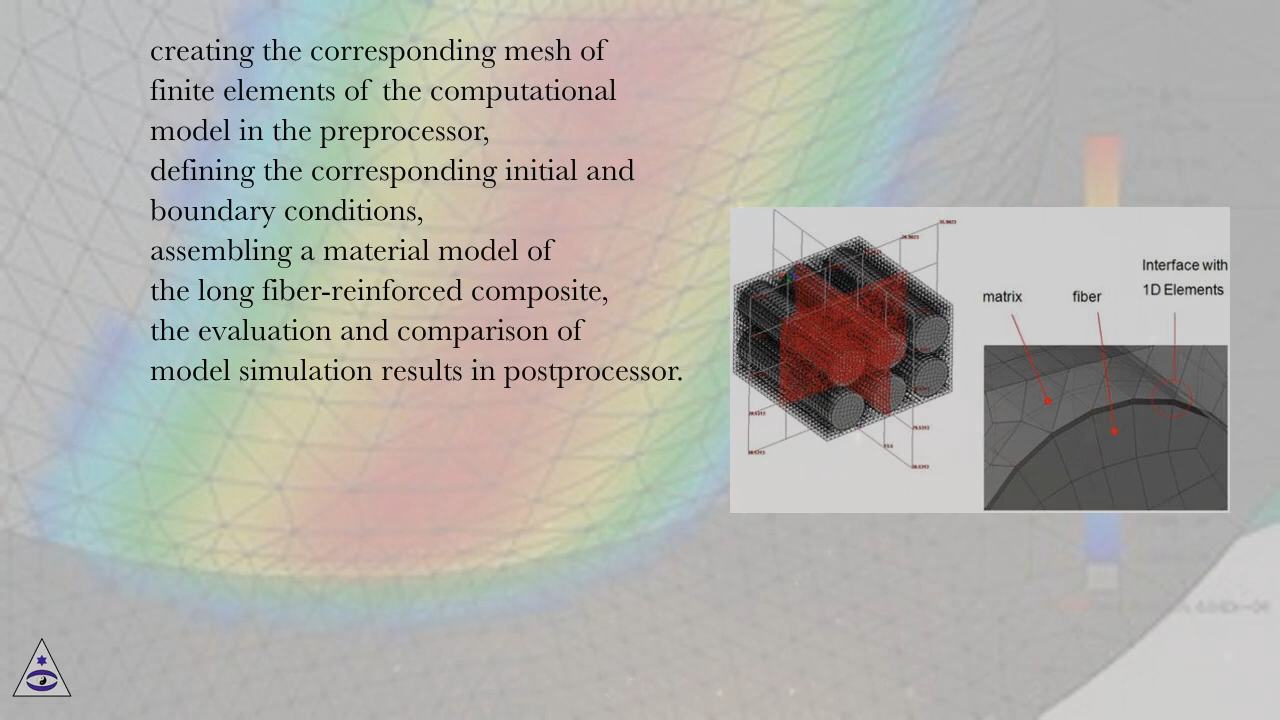 creating the corresponding mesh of
finite elements of the computational
model in the preprocessor,
defining the corresponding initial and
boundary conditions,
assembling a material model of
the long fiber-reinforced composite,
the evaluation and comparison of
model simulation results in postprocessor.
Interface with
1D Elements
matrix
fiber